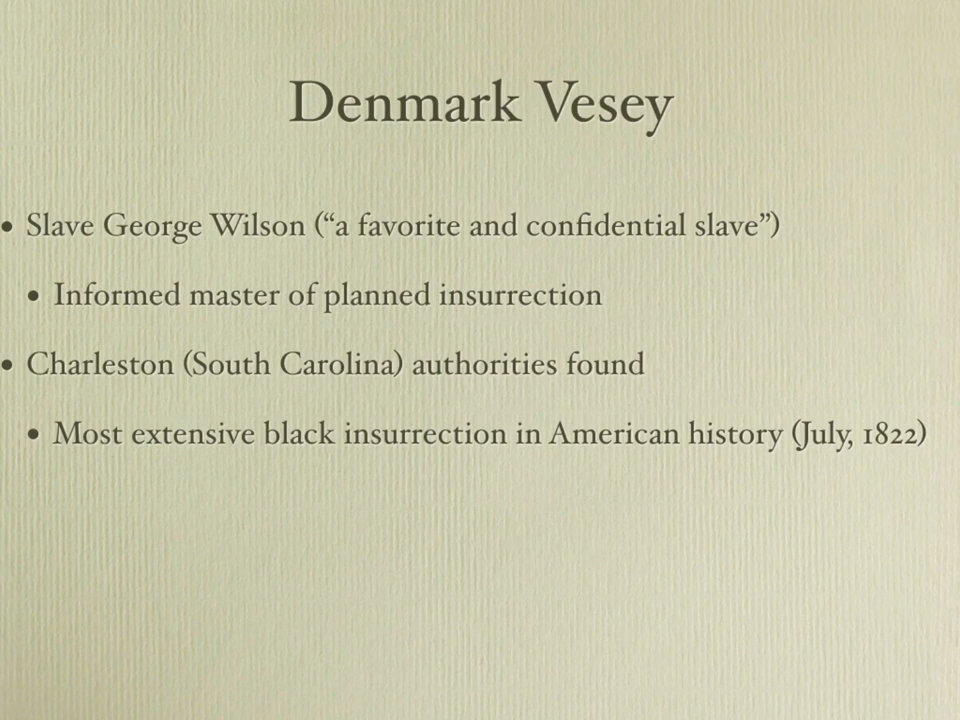 Denmark Vesey
• Slave George Wilson (“a favorite and confidential slave”)
• Informed master of planned insurrection
• Charleston (South Carolina) authorities found
• Most extensive black insurrection in American history (July, 1822)